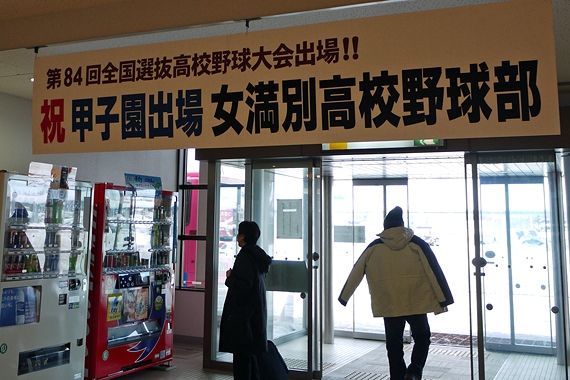 第84回全国選抜高校野球大会出場!!
祝 甲子園出場 女満別高校野球部